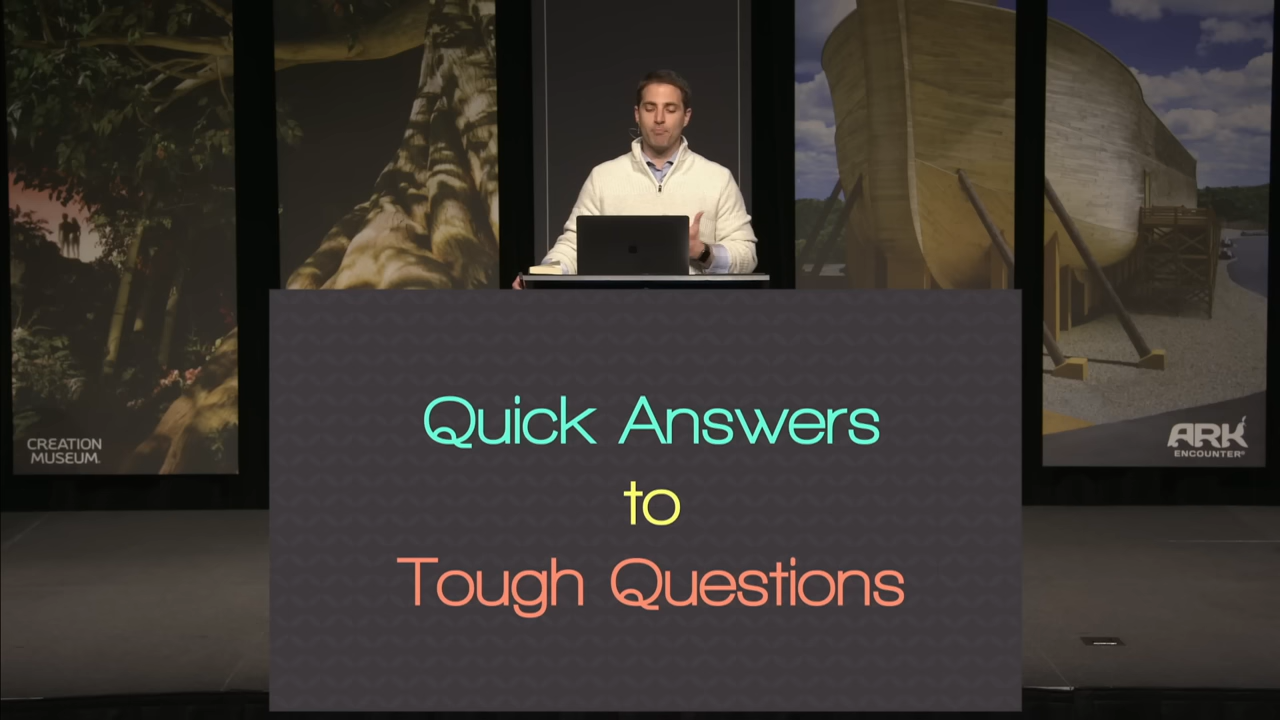 Quick Answers
to
Tough Questions
CREATION
MUSEUM.
ARK
ENCOUNTER®